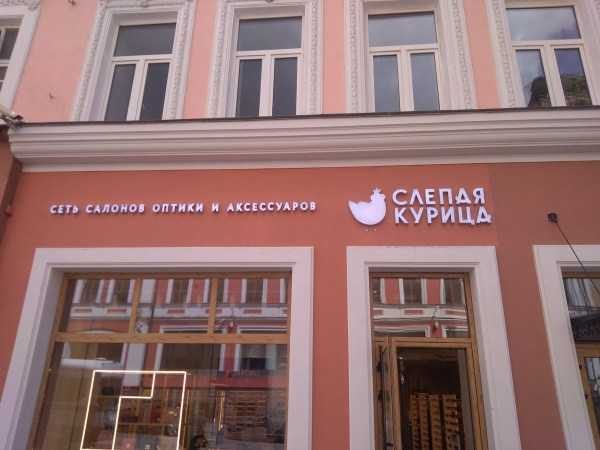 СЕТЬ САЛОНОВ ОПТИКИ И АКСЕССУАРОВ
СЛЕПАЯ
КУРИЦА